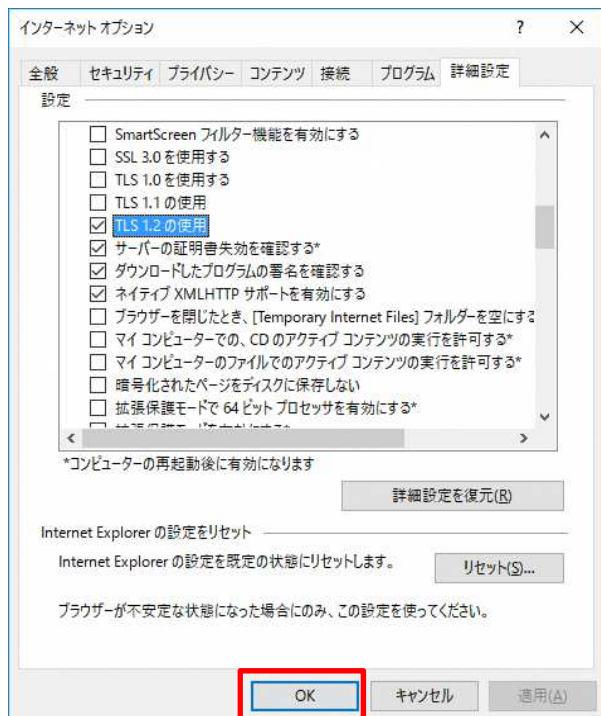 インターネット オプション ? ×
全般 セキュリティ プライバシー コンテンツ 接続 プログラム 詳細設定
設定
SmartScreen フィルター機能を有効にする
SSL 3.0 を使用する
TLS 1.0 を使用する
TLS 1.1 の使用
TLS 1.2 の使用
サーバーの証明書失効を確認する*
ダウンロードしたプログラムの署名を確認する
ネイティブ XMLHTTP サポートを有効にする
ブラウザーを閉じたとき、[Temporary Internet Files] フォルダーを空にする
マイ コンピューターでの、CD のアクティブ コンテンツの実行を許可する*
マイ コンピューターのファイルでのアクティブ コンテンツの実行を許可する*
暗号化されたページをディスクに保存しない
拡張保護モードで 64 ビット プロセッサを有効にする*
*コンピューターの再起動後に有効になります
詳細設定を復元(R)
Internet Explorer の設定をリセット
Internet Explorer の設定を既定の状態にリセットします。
リセット(S)...
ブラウザーが不安定な状態になった場合にのみ、この設定を使ってください。
OK キャンセル 適用(A)